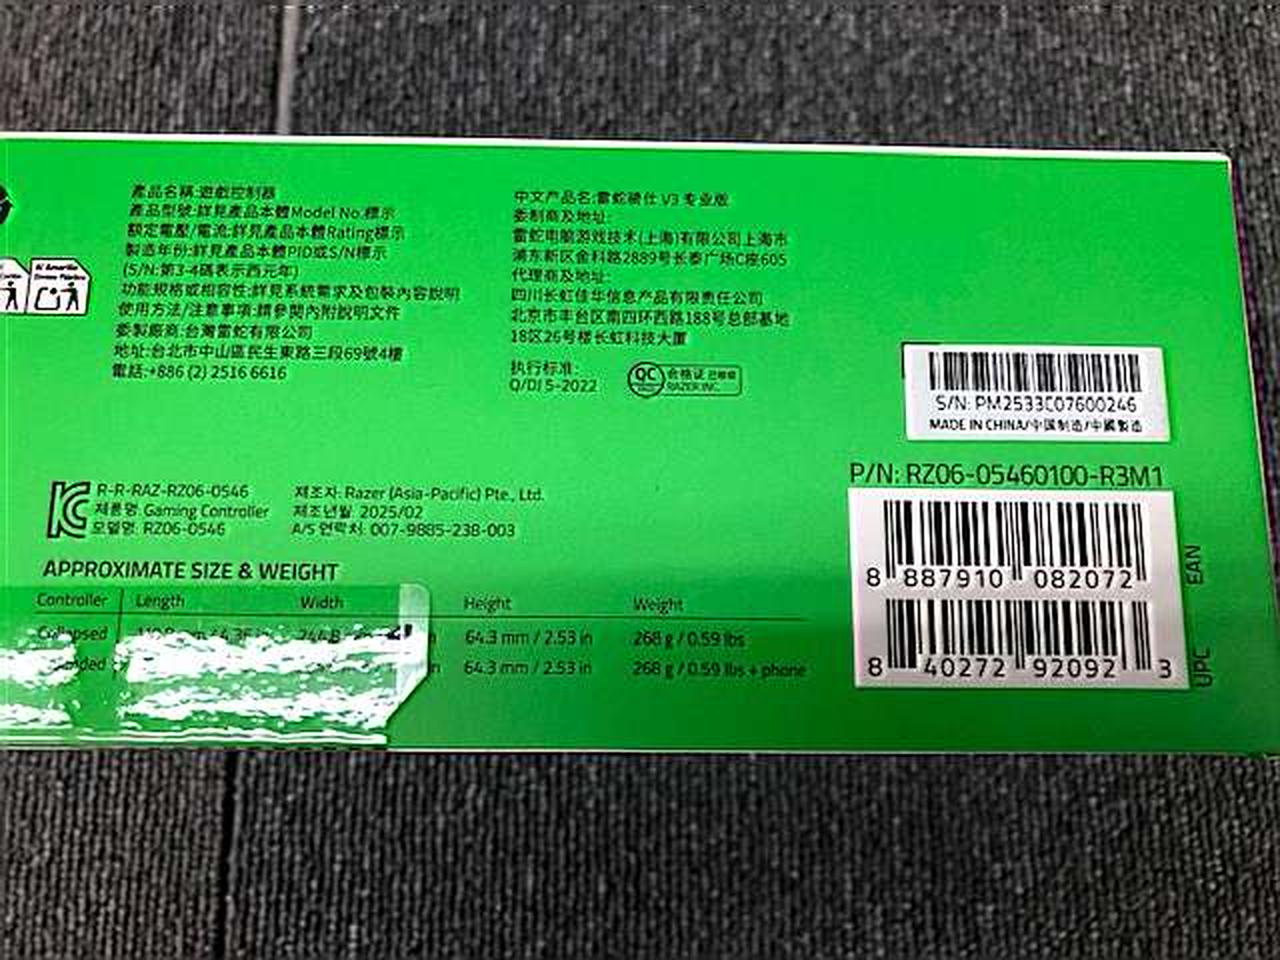 產品名稱:遊戲控制器
產品型號:詳見產品本體Model No.標示
額定電壓/電流:詳見產品本體Rating標示
製造年份:詳見產品本體PID或S/N標示
(S/N:第3-4碼表示西元年)
功能規格或相容性:詳見系統需求及包裝內容說明
使用方法/注意事項:請參閱內附說明文件
委製廠商:台灣雷蛇有限公司
地址:台北市中山區民生東路三段69號4樓
電話:+886 (2) 2516 6616
中文产品名:雷蛇骑仕 V3 专业版
委制商及地址:
雷蛇电脑游戏技术(上海)有限公司上海市
浦东新区金科路2889号长泰广场C座605
代理商及地址:
四川长虹佳华信息产品有限责任公司
北京市丰台区南四环西路188号总部基地
18区26号楼长虹科技大厦
执行标准:
Q/DJ 5-2022
QC 合格证 已检验
RAZER INC.
S/N: PM2533C07600246
MADE IN CHINA/中国制造/中國製造
P/N: RZ06-05460100-R3M1
8 887910 082072
EAN
8 40272 92092 3
UPC
R-R-RAZ-RZ06-0546
제품명: Gaming Controller
모델명: RZ06-0546
제조자: Razer (Asia-Pacific) Pte., Ltd.
제조년월: 2025/02
A/S 연락처: 007-9885-238-003
APPROXIMATE SIZE & WEIGHT
Controller Length Width Height Weight
Collapsed 64.3 mm / 2.53 in 268 g / 0.59 lbs
64.3 mm / 2.53 in 268 g / 0.59 lbs + phone